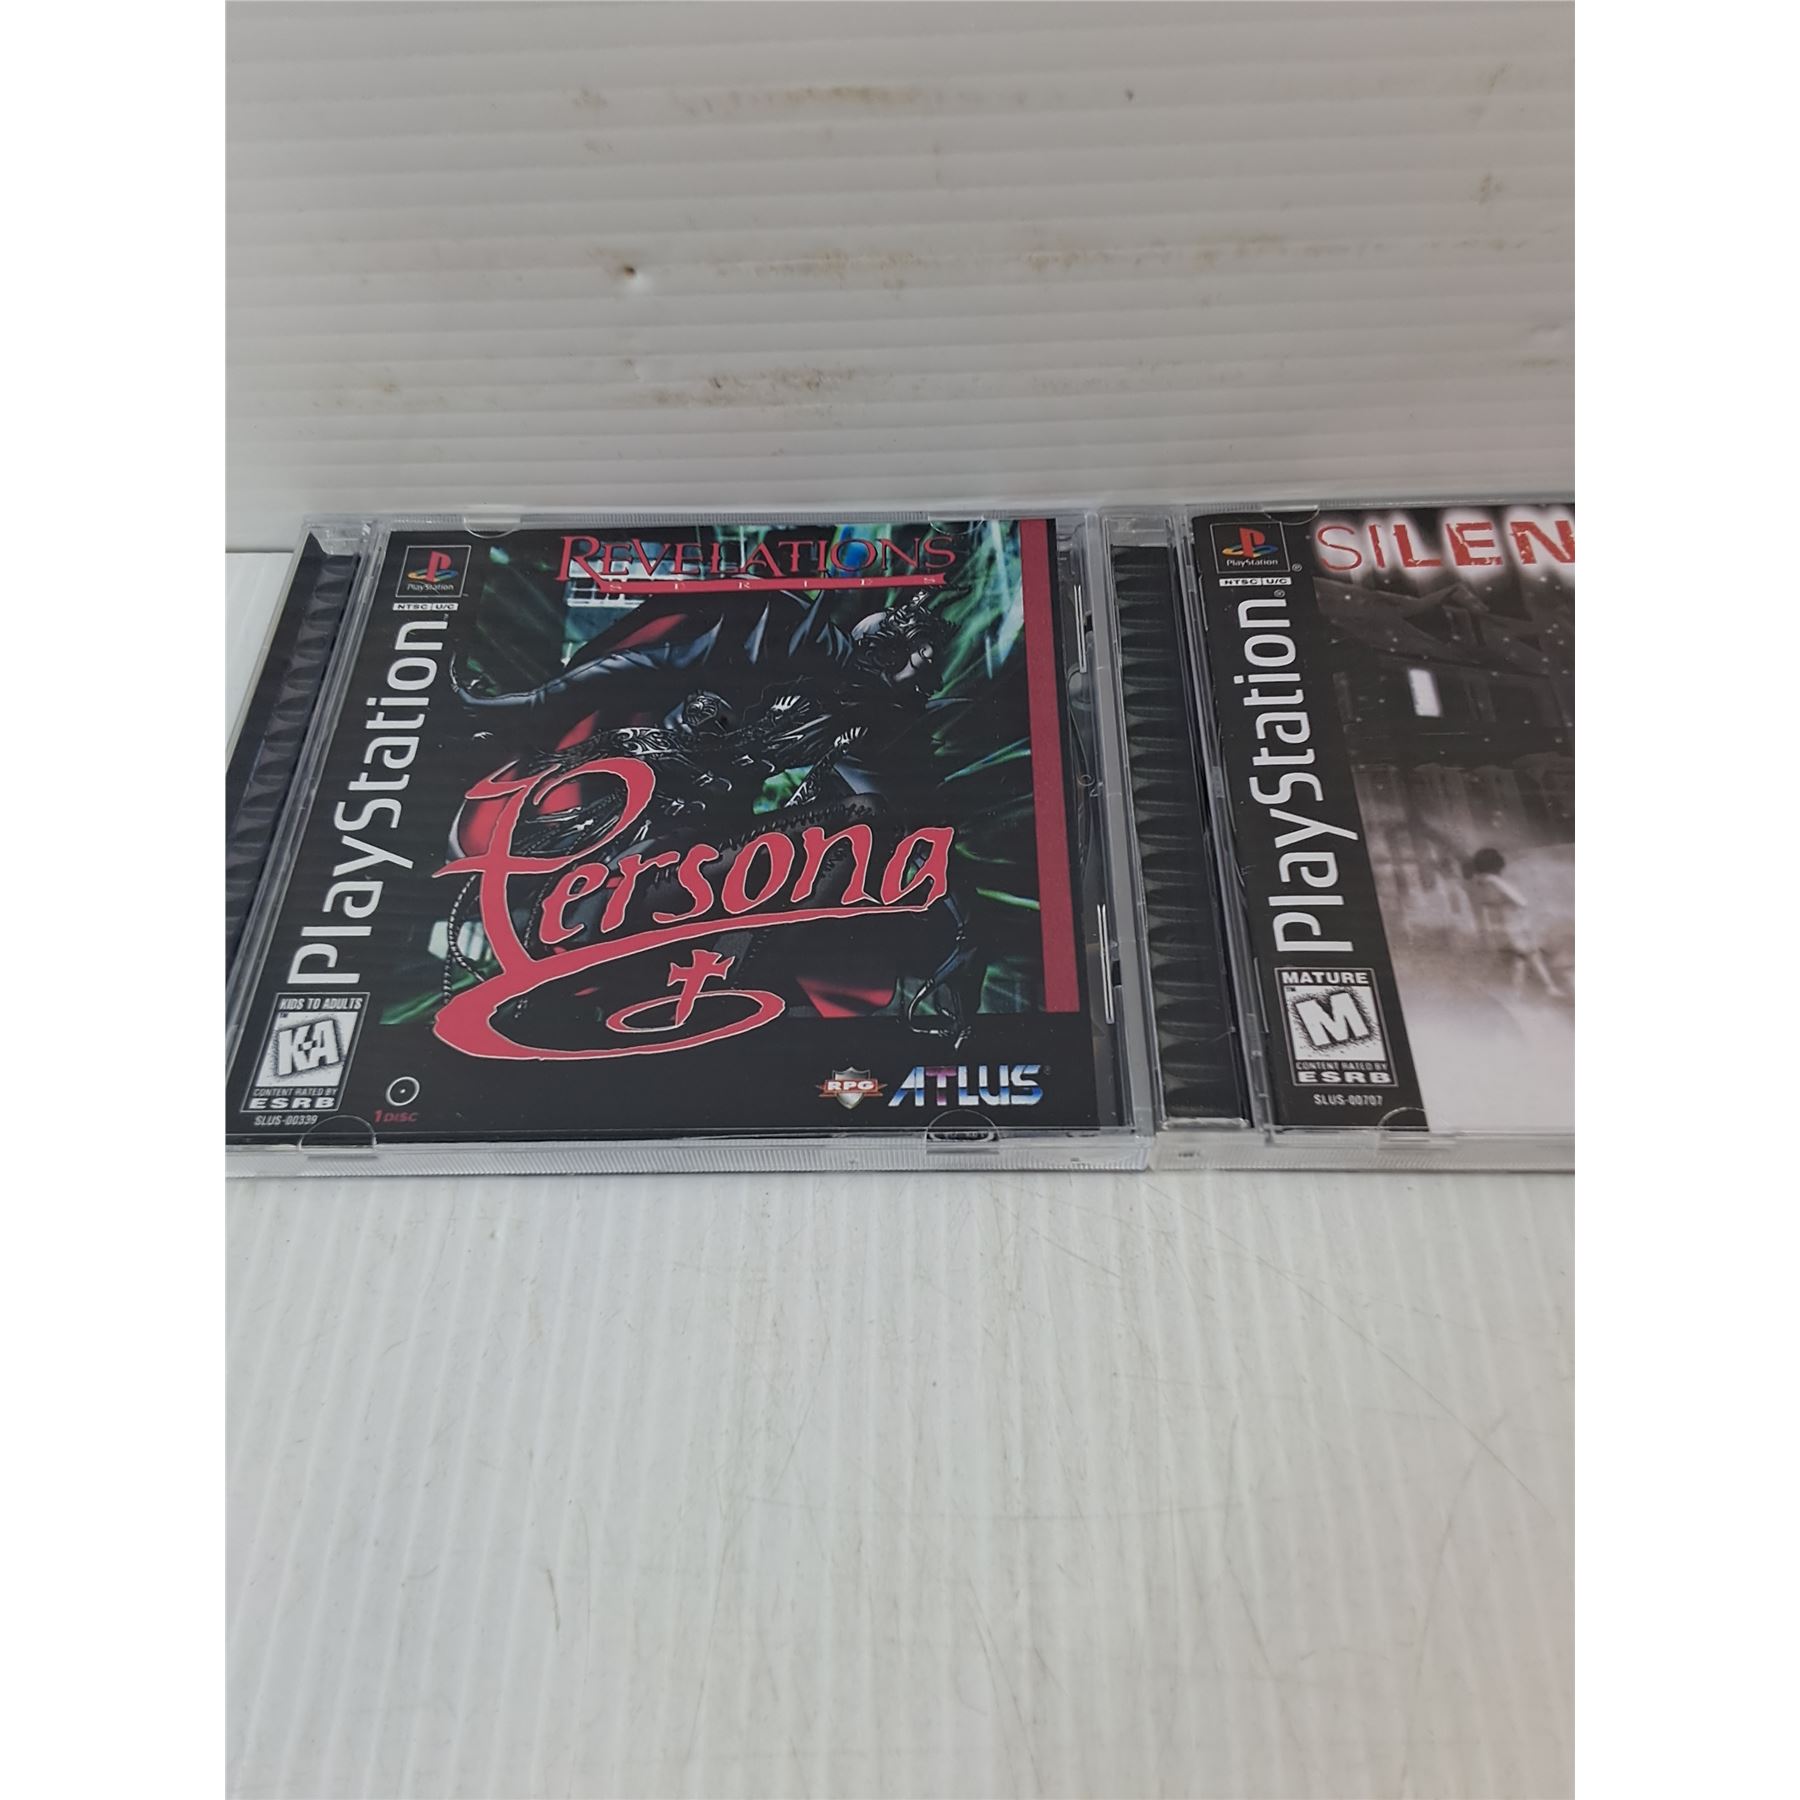 PlayStation
NTSC U/C
PlayStation
REVELATIONS
SERIES
Persona
KIDS TO ADULTS
K-A
CONTENT RATED BY
ESRB
SLUS-00339
1 DISC
RPG
ATLUS
PlayStation
NTSC U/C
PlayStation
SILEN
MATURE
M
CONTENT RATED BY
ESRB
SLUS-00707